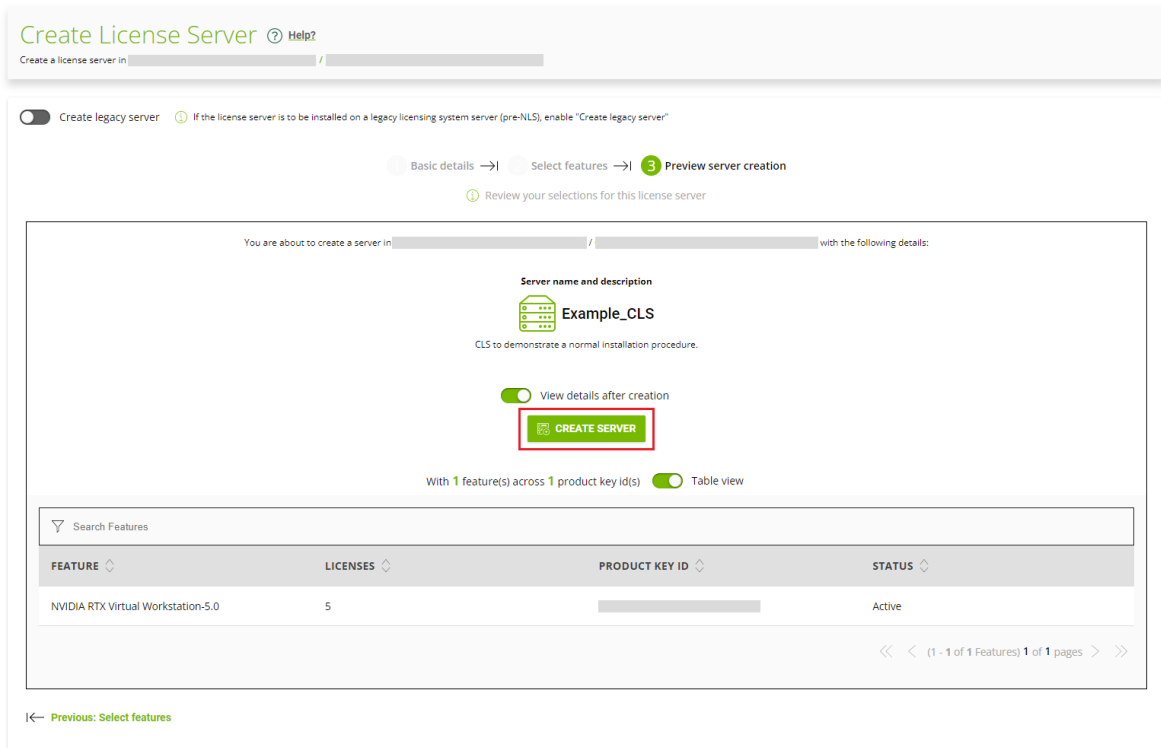 Create License Server ? Help?
Create a license server in /
Create legacy server If the license server is to be installed on a legacy licensing system server (pre-NLS), enable "Create legacy server"
1 Basic details 2 Select features 3 Preview server creation
Review your selections for this license server
You are about to create a server in / with the following details:
Server name and description
Example_CLS
CLS to demonstrate a normal installation procedure.
View details after creation
CREATE SERVER
With 1 feature(s) across 1 product key id(s) Table view
Search Features
FEATURE LICENSES PRODUCT KEY ID STATUS
NVIDIA RTX Virtual Workstation-5.0 5 Active
(1 - 1 of 1 Features) 1 of 1 pages
Previous: Select features